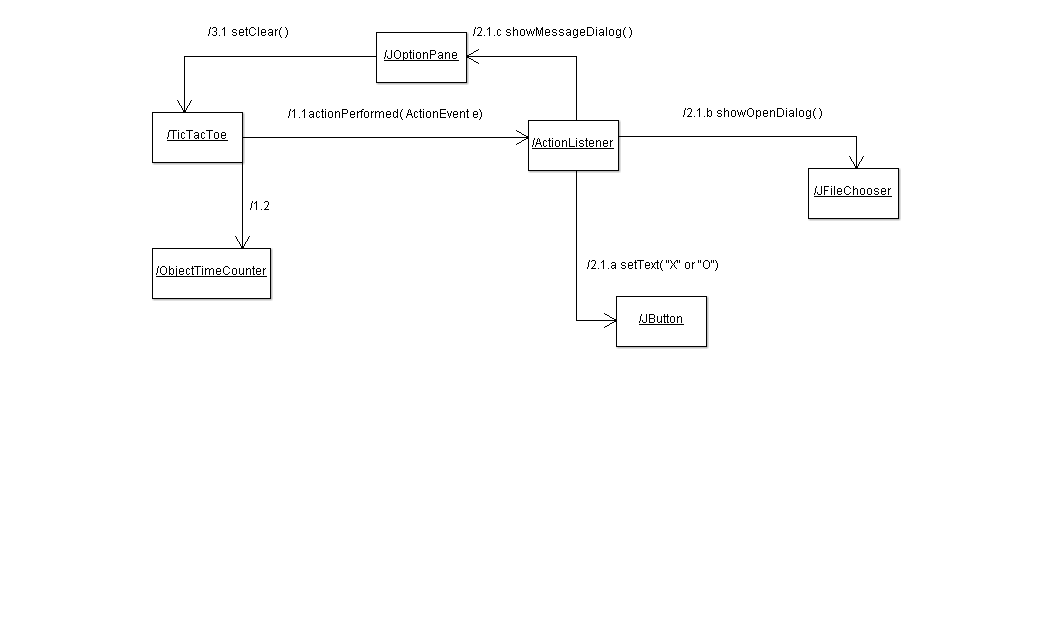 /3.1 setClear( )
/2.1.c showMessageDialog( )
/JOptionPane
/1.1actionPerformed( ActionEvent e)
/2.1.b showOpenDialog( )
/TicTacToe
/ActionListener
/JFileChooser
/1.2
/ObjectTimeCounter
/2.1.a setText( "X" or "O")
/JButton